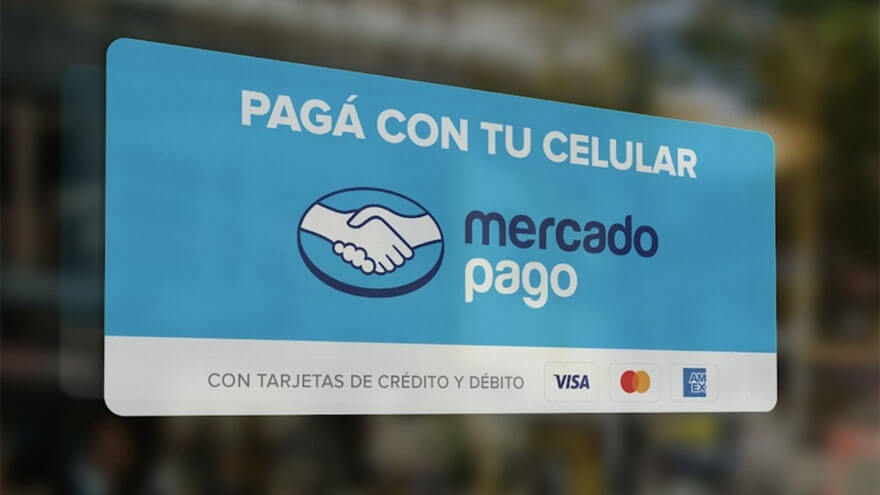 PAGÁ CON TU CELULAR
mercado
pago
CON TARJETAS DE CRÉDITO Y DÉBITO VISA AM
EX